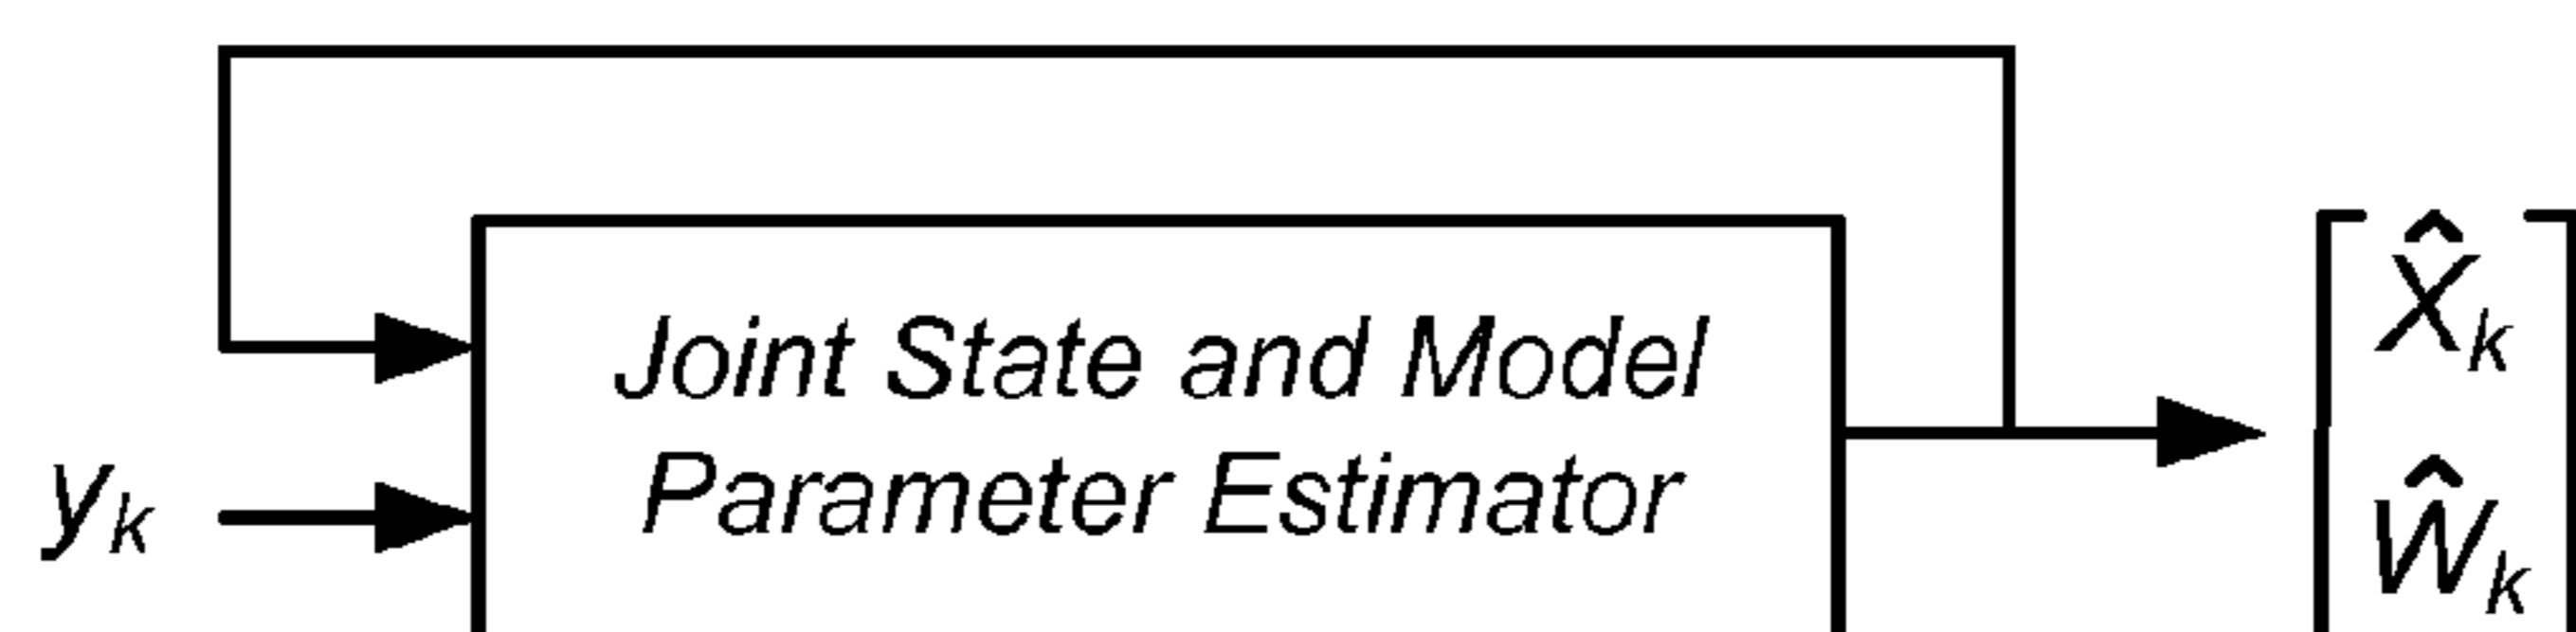 Joint State and Model
Parameter Estimator
y_k
x̂_k
ŵ_k